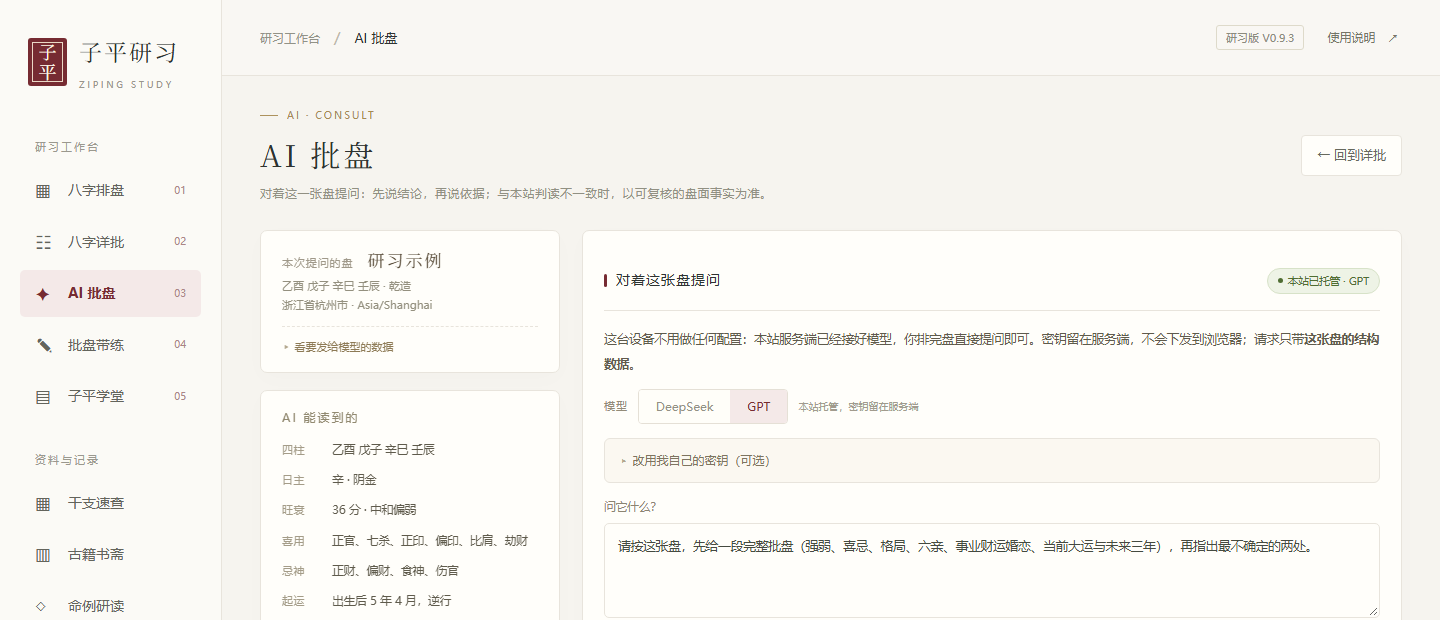 子平
子平研习
ZIPING STUDY
研习工作台
八字排盘 01
八字详批 02
AI 批盘 03
批盘带练 04
子平学堂 05
资料与记录
干支速查
古籍书斋
命例研读
研习工作台 / AI 批盘
研习版 V0.9.3
使用说明 ↗
AI · CONSULT
AI 批盘
← 回到详批
对着这一张盘提问：先说结论，再说依据；与本站判读不一致时，以可复核的盘面事实为准。
本次提问的盘 研习示例
乙酉 戊子 辛巳 壬辰 · 乾造
浙江省杭州市 · Asia/Shanghai
▸ 看要发给模型的数据
AI 能读到的
四柱 乙酉 戊子 辛巳 壬辰
日主 辛 · 阴金
旺衰 36 分 · 中和偏弱
喜用 正官、七杀、正印、偏印、比肩、劫财
忌神 正财、偏财、食神、伤官
起运 出生后 5 年 4 月，逆行
对着这张盘提问
本站已托管 · GPT
这台设备不用做任何配置：本站服务端已经接好模型，你排完盘直接提问即可。密钥留在服务端，不会下发到浏览器；请求只带这张盘的结构
数据。
模型 DeepSeek GPT 本站托管，密钥留在服务端
▸ 改用我自己的密钥（可选）
问它什么？
请按这张盘，先给一段完整批盘（强弱、喜忌、格局、六亲、事业财运婚恋、当前大运与未来三年），再指出最不确定的两处。